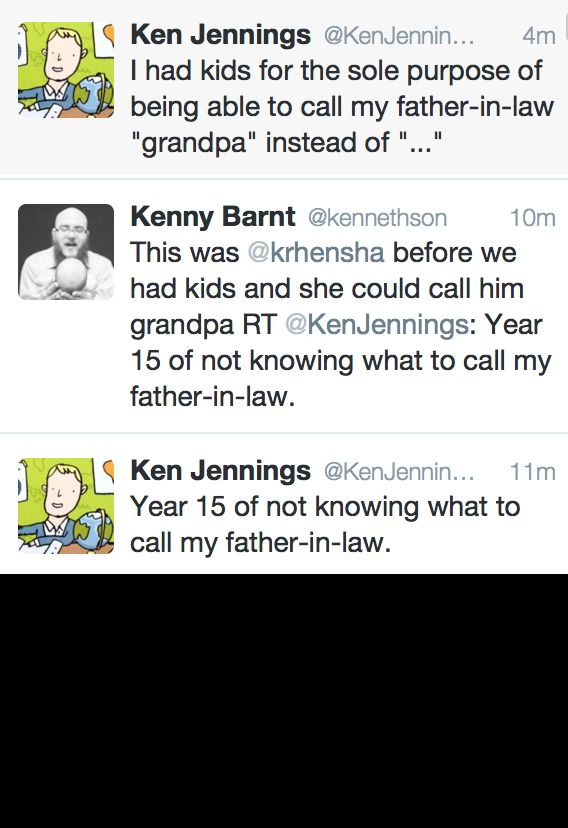 Ken Jennings @KenJennin... 4m
I had kids for the sole purpose of
being able to call my father-in-law
"grandpa" instead of "..."
Kenny Barnt @kennethson 10m
This was @krhensha before we
had kids and she could call him
grandpa RT @KenJennings: Year
15 of not knowing what to call my
father-in-law.
Ken Jennings @KenJennin... 11m
Year 15 of not knowing what to
call my father-in-law.